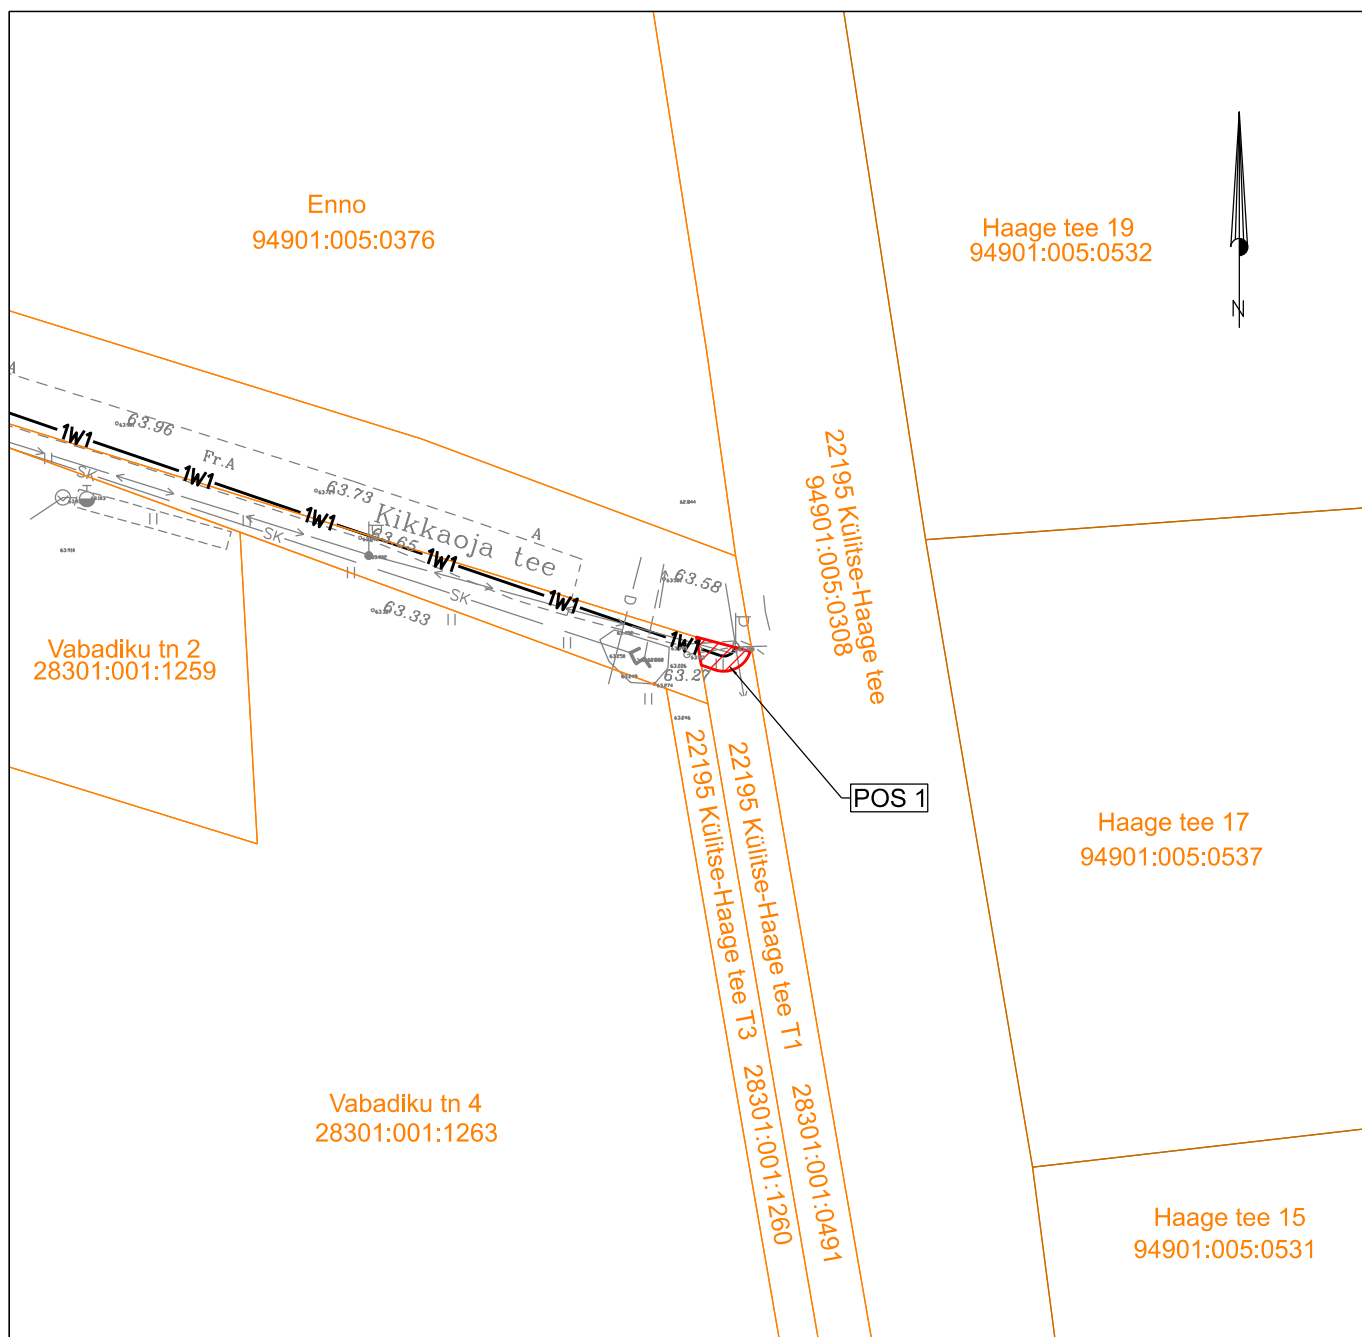 Enno
94901:005:0376
Haage tee 19
94901:005:0532
N
A
63.96
1W1
Fr.A
1W1
SK
63.73
1W1
Kikkaoja tee
A
63.65
1W1
SK
SK
1W1
63.33
D
63.58
D
1W1
63.27
22195 Külitse-Haage tee
94901:005:0308
Vabadiku tn 2
28301:001:1259
POS 1
22195 Külitse-Haage tee T3 28301:001:1260
22195 Külitse-Haage tee T1 28301:001:0491
Haage tee 17
94901:005:0537
Vabadiku tn 4
28301:001:1263
Haage tee 15
94901:005:0531